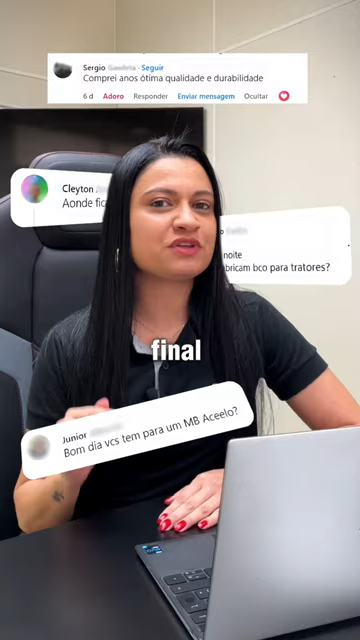 Sergio Seguir
Comprei anos ótima qualidade e durabilidade
6 d Adoro Responder Enviar mensagem Ocultar
Cleyton
Aonde fic
noite
bricam bco para tratores?
final
Junior
Bom dia vcs tem para um MB Aceelo?